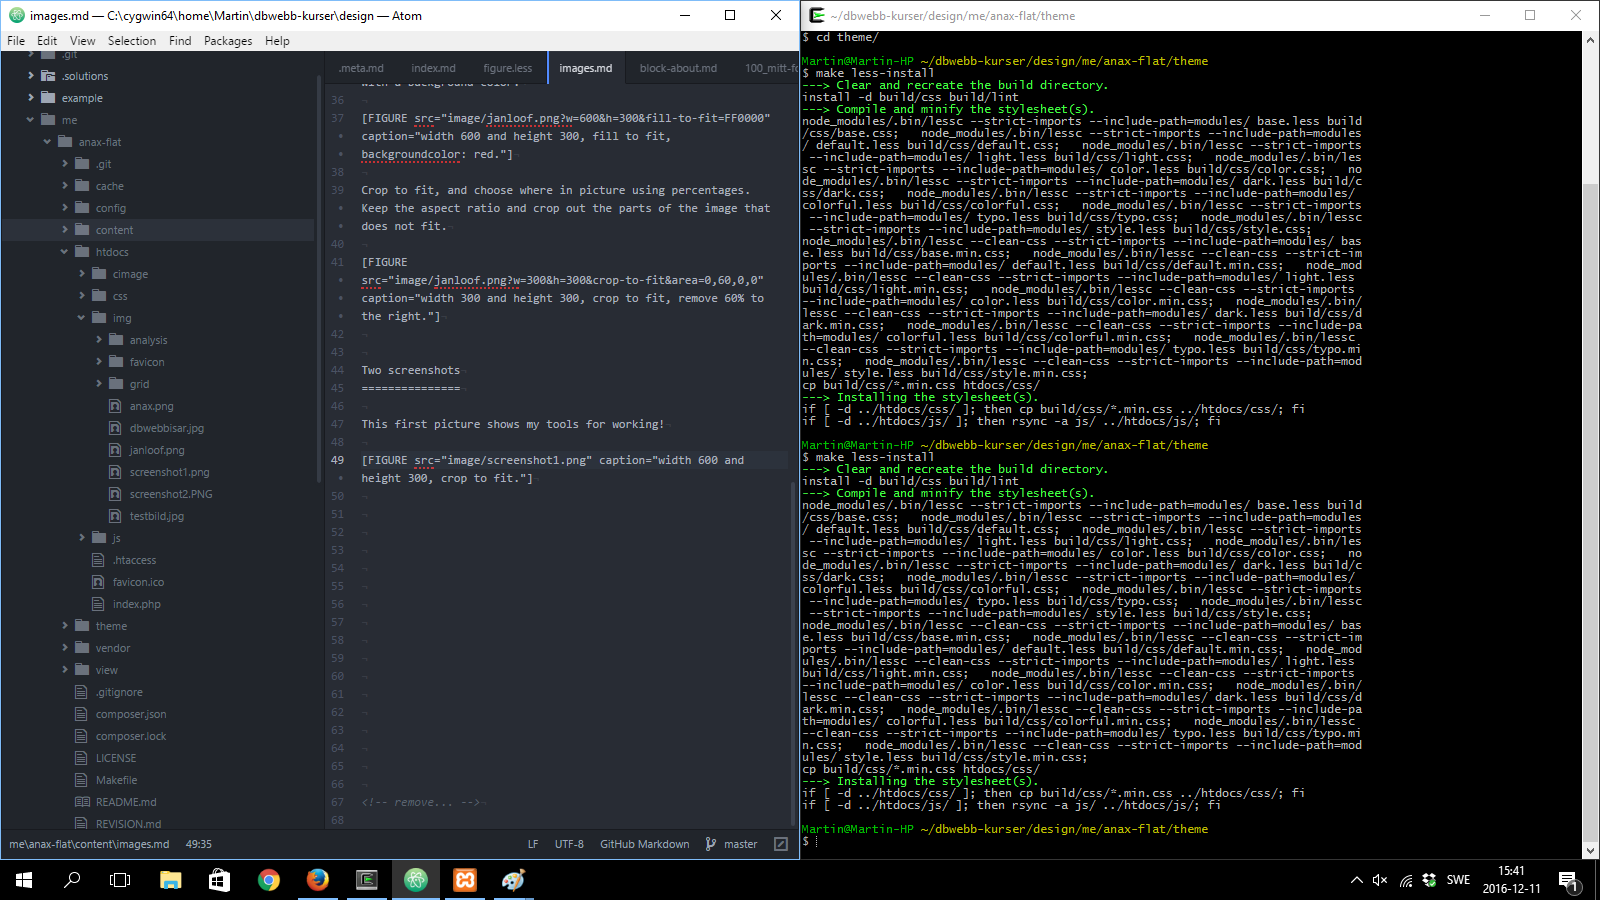 images.md — C:\cygwin64\home\Martin\dbwebb-kurser\design — Atom
File Edit View Selection Find Packages Help
.git
.solutions
example
me
anax-flat
.git
cache
config
content
htdocs
cimage
css
img
analysis
favicon
grid
anax.png
dbwebbisar.jpg
janloof.png
screenshot1.png
screenshot2.PNG
testbild.jpg
js
.htaccess
favicon.ico
index.php
theme
vendor
view
.gitignore
composer.json
composer.lock
LICENSE
Makefile
README.md
REVISION.md
.meta.md index.md figure.less images.md block-about.md 100_mitt-fo
with a background color.
36
37 [FIGURE src="image/janloof.png?w=600&h=300&fill-to-fit=FF0000"
caption="width 600 and height 300, fill to fit,
backgroundcolor: red."]
38
39 Crop to fit, and choose where in picture using percentages.
Keep the aspect ratio and crop out the parts of the image that
does not fit.
40
41 [FIGURE
src="image/janloof.png?w=300&h=300&crop-to-fit&area=0,60,0,0"
caption="width 300 and height 300, crop to fit, remove 60% to
the right."]
42
43
44 Two screenshots
45 ===============
46
47 This first picture shows my tools for working!
48
49 [FIGURE src="image/screenshot1.png" caption="width 600 and
height 300, crop to fit."]
50
51
52
53
54
55
56
57
58
59
60
61
62
63
64
65
66
67 <!-- remove... -->
68
me\anax-flat\content\images.md 49:35 LF UTF-8 GitHub Markdown master
~/dbwebb-kurser/design/me/anax-flat/theme
$ cd theme/
Martin@Martin-HP ~/dbwebb-kurser/design/me/anax-flat/theme
$ make less-install
---> Clear and recreate the build directory.
install -d build/css build/lint
---> Compile and minify the stylesheet(s).
node_modules/.bin/lessc --strict-imports --include-path=modules/ base.less build
/css/base.css;   node_modules/.bin/lessc --strict-imports --include-path=modules
/ default.less build/css/default.css;   node_modules/.bin/lessc --strict-imports
 --include-path=modules/ light.less build/css/light.css;   node_modules/.bin/les
sc --strict-imports --include-path=modules/ color.less build/css/color.css;   no
de_modules/.bin/lessc --strict-imports --include-path=modules/ dark.less build/c
ss/dark.css;   node_modules/.bin/lessc --strict-imports --include-path=modules/
colorful.less build/css/colorful.css;   node_modules/.bin/lessc --strict-imports
 --include-path=modules/ typo.less build/css/typo.css;   node_modules/.bin/lessc
 --strict-imports --include-path=modules/ style.less build/css/style.css;
node_modules/.bin/lessc --clean-css --strict-imports --include-path=modules/ bas
e.less build/css/base.min.css;   node_modules/.bin/lessc --clean-css --strict-im
ports --include-path=modules/ default.less build/css/default.min.css;   node_mod
ules/.bin/lessc --clean-css --strict-imports --include-path=modules/ light.less
build/css/light.min.css;   node_modules/.bin/lessc --clean-css --strict-imports
 --include-path=modules/ color.less build/css/color.min.css;   node_modules/.bin/
lessc --clean-css --strict-imports --include-path=modules/ dark.less build/css/d
ark.min.css;   node_modules/.bin/lessc --clean-css --strict-imports --include-pa
th=modules/ colorful.less build/css/colorful.min.css;   node_modules/.bin/lessc
 --clean-css --strict-imports --include-path=modules/ typo.less build/css/typo.mi
n.css;   node_modules/.bin/lessc --clean-css --strict-imports --include-path=mod
ules/ style.less build/css/style.min.css;
cp build/css/*.min.css htdocs/css/
---> Installing the stylesheet(s).
if [ -d ../htdocs/css/ ]; then cp build/css/*.min.css ../htdocs/css/; fi
if [ -d ../htdocs/js/ ]; then rsync -a js/ ../htdocs/js/; fi
Martin@Martin-HP ~/dbwebb-kurser/design/me/anax-flat/theme
$ make less-install
---> Clear and recreate the build directory.
install -d build/css build/lint
---> Compile and minify the stylesheet(s).
node_modules/.bin/lessc --strict-imports --include-path=modules/ base.less build
/css/base.css;   node_modules/.bin/lessc --strict-imports --include-path=modules
/ default.less build/css/default.css;   node_modules/.bin/lessc --strict-imports
 --include-path=modules/ light.less build/css/light.css;   node_modules/.bin/les
sc --strict-imports --include-path=modules/ color.less build/css/color.css;   no
de_modules/.bin/lessc --strict-imports --include-path=modules/ dark.less build/c
ss/dark.css;   node_modules/.bin/lessc --strict-imports --include-path=modules/
colorful.less build/css/colorful.css;   node_modules/.bin/lessc --strict-imports
 --include-path=modules/ typo.less build/css/typo.css;   node_modules/.bin/lessc
 --strict-imports --include-path=modules/ style.less build/css/style.css;
node_modules/.bin/lessc --clean-css --strict-imports --include-path=modules/ bas
e.less build/css/base.min.css;   node_modules/.bin/lessc --clean-css --strict-im
ports --include-path=modules/ default.less build/css/default.min.css;   node_mod
ules/.bin/lessc --clean-css --strict-imports --include-path=modules/ light.less
build/css/light.min.css;   node_modules/.bin/lessc --clean-css --strict-imports
 --include-path=modules/ color.less build/css/color.min.css;   node_modules/.bin/
lessc --clean-css --strict-imports --include-path=modules/ dark.less build/css/d
ark.min.css;   node_modules/.bin/lessc --clean-css --strict-imports --include-pa
th=modules/ colorful.less build/css/colorful.min.css;   node_modules/.bin/lessc
 --clean-css --strict-imports --include-path=modules/ typo.less build/css/typo.mi
n.css;   node_modules/.bin/lessc --clean-css --strict-imports --include-path=mod
ules/ style.less build/css/style.min.css;
cp build/css/*.min.css htdocs/css/
---> Installing the stylesheet(s).
if [ -d ../htdocs/css/ ]; then cp build/css/*.min.css ../htdocs/css/; fi
if [ -d ../htdocs/js/ ]; then rsync -a js/ ../htdocs/js/; fi
Martin@Martin-HP ~/dbwebb-kurser/design/me/anax-flat/theme
$
SWE
15:41
2016-12-11
1